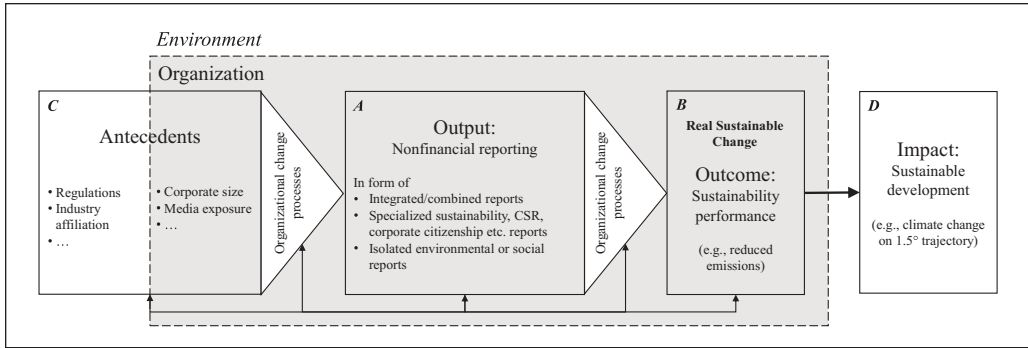 Environment
Organization
C
Antecedents
• Regulations
• Industry
affiliation
• …
• Corporate size
• Media exposure
• …
Organizational change
processes
A
Output:
Nonfinancial reporting
In form of
• Integrated/combined reports
• Specialized sustainability, CSR,
corporate citizenship etc. reports
• Isolated environmental or social
reports
Organizational change
processes
B
Real Sustainable
Change
Outcome:
Sustainability
performance
(e.g., reduced
emissions)
D
Impact:
Sustainable
development
(e.g., climate change
on 1.5° trajectory)